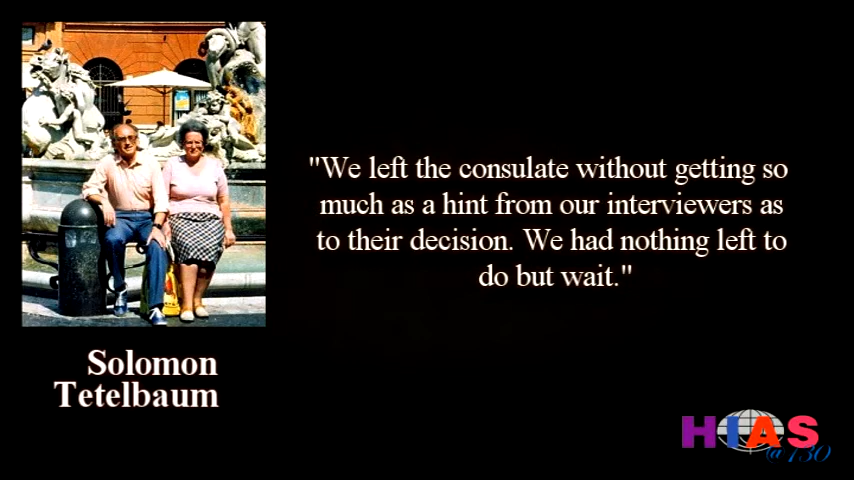 "We left the consulate without getting so
much as a hint from our interviewers as
to their decision. We had nothing left to
do but wait."
Solomon
Tetelbaum
HIAS
@130